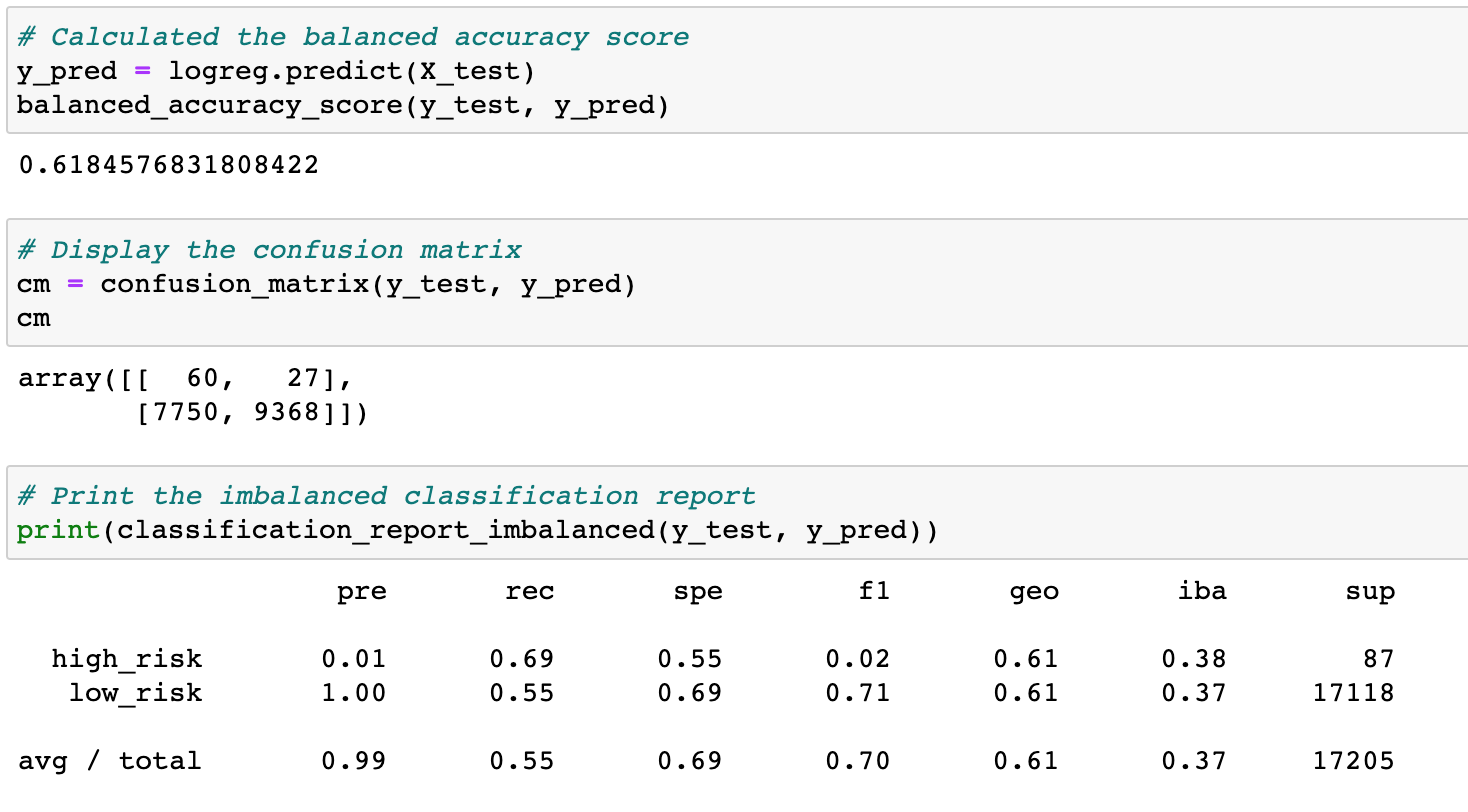 # Calculated the balanced accuracy score
y_pred = logreg.predict(X_test)
balanced_accuracy_score(y_test, y_pred)
0.6184576831808422
# Display the confusion matrix
cm = confusion_matrix(y_test, y_pred)
cm
array([[  60,   27],
       [7750, 9368]])
# Print the imbalanced classification report
print(classification_report_imbalanced(y_test, y_pred))
                   pre       rec       spe        f1       geo       iba       sup
  high_risk       0.01      0.69      0.55      0.02      0.61      0.38        87
   low_risk       1.00      0.55      0.69      0.71      0.61      0.37     17118
avg / total       0.99      0.55      0.69      0.70      0.61      0.37     17205